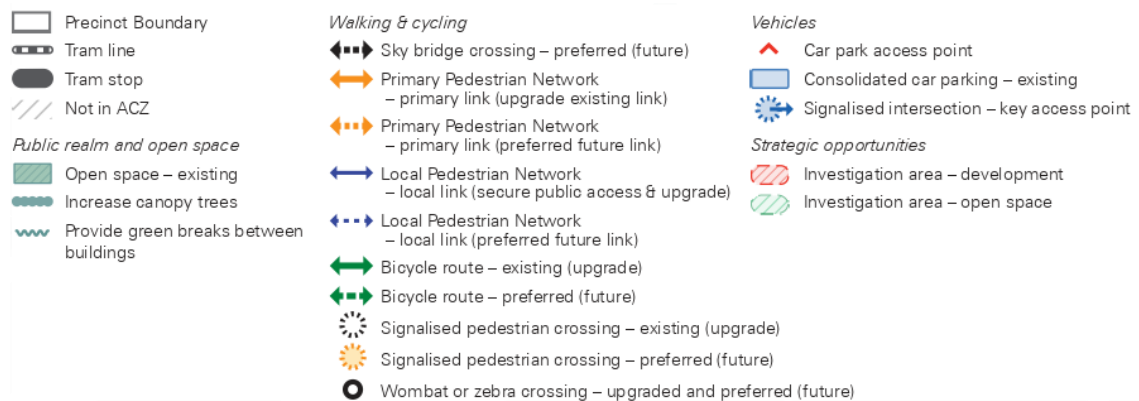 Precinct Boundary
Tram line
Tram stop
Not in ACZ
Public realm and open space
Open space – existing
Increase canopy trees
Provide green breaks between
buildings
Walking & cycling
Sky bridge crossing – preferred (future)
Primary Pedestrian Network
– primary link (upgrade existing link)
Primary Pedestrian Network
– primary link (preferred future link)
Local Pedestrian Network
– local link (secure public access & upgrade)
Local Pedestrian Network
– local link (preferred future link)
Bicycle route – existing (upgrade)
Bicycle route – preferred (future)
Signalised pedestrian crossing – existing (upgrade)
Signalised pedestrian crossing – preferred (future)
Wombat or zebra crossing – upgraded and preferred (future)
Vehicles
Car park access point
Consolidated car parking – existing
Signalised intersection – key access point
Strategic opportunities
Investigation area – development
Investigation area – open space